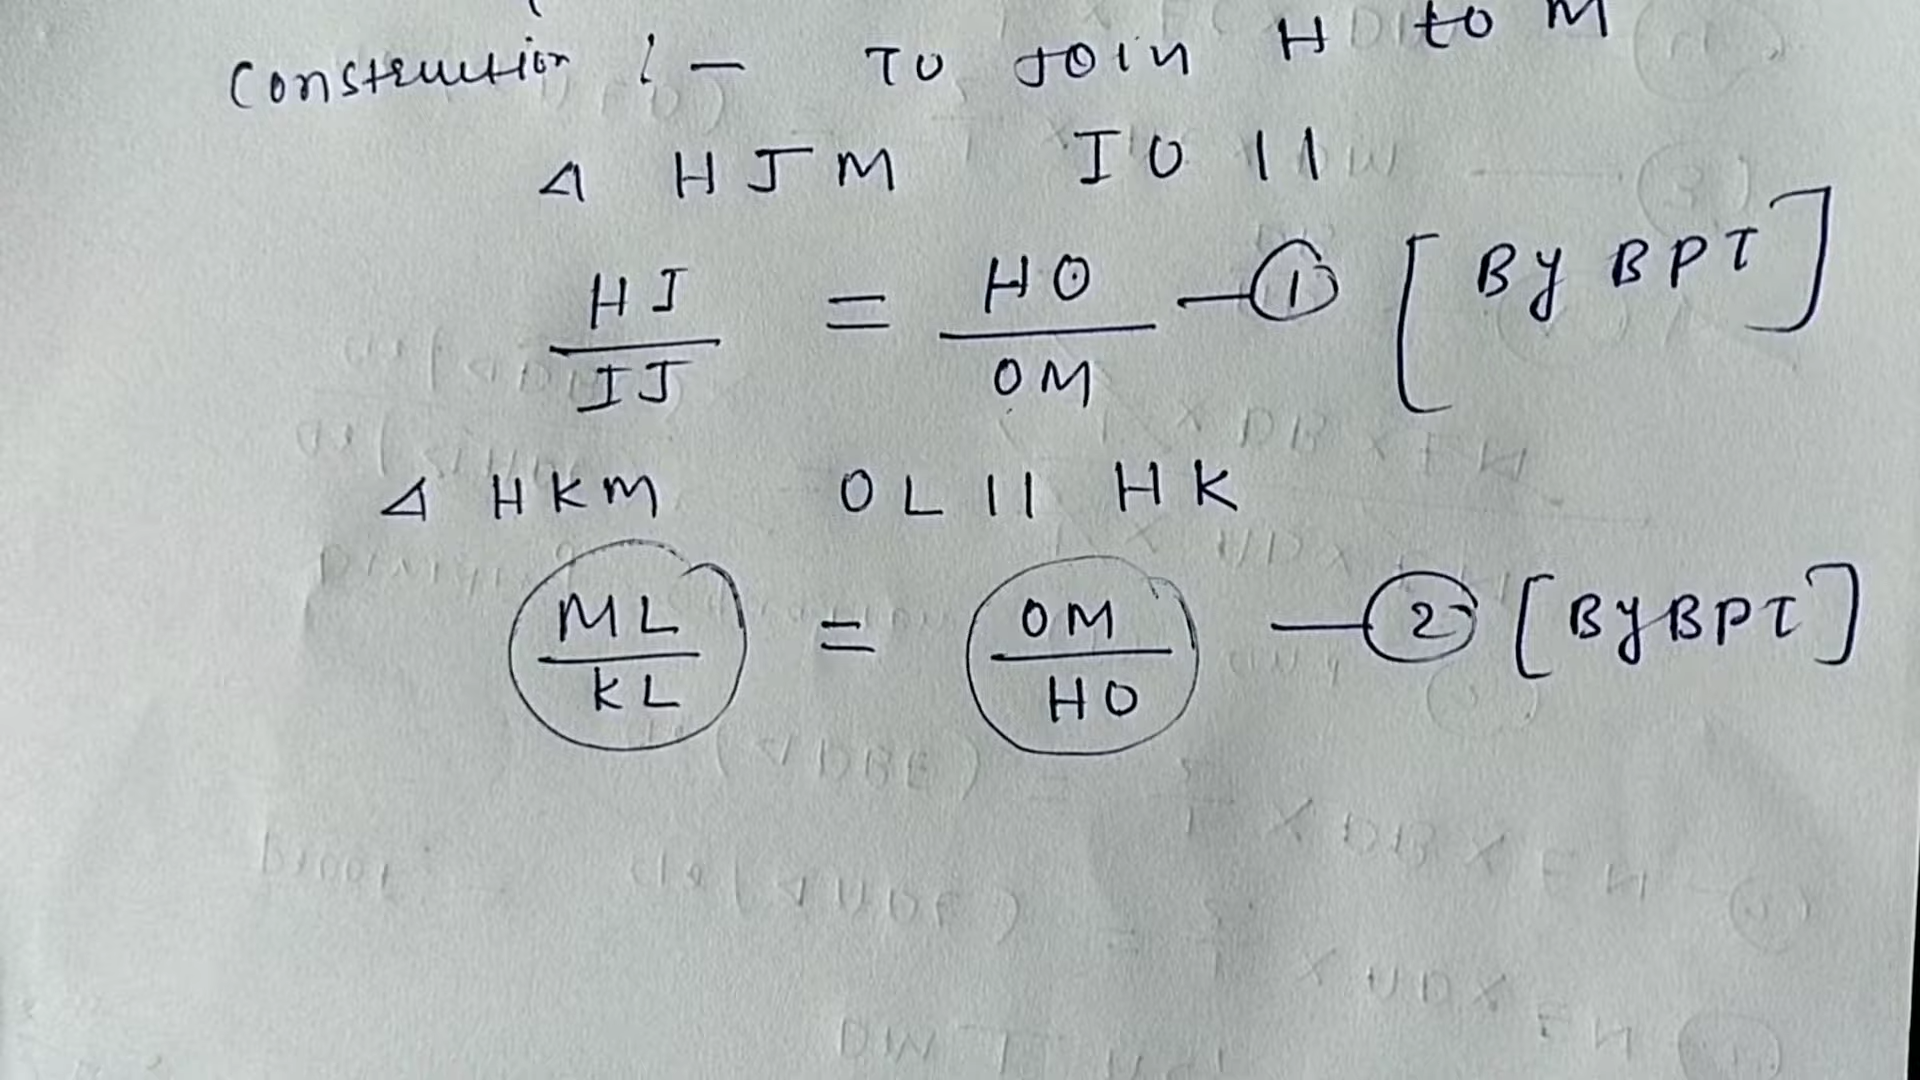 Construction :- To Join H to M
Δ HJM IO ||
HI/IJ = HO/OM —① [By BPT]
Δ HKM OL || HK
ML/KL = OM/HO —② [By BPT]